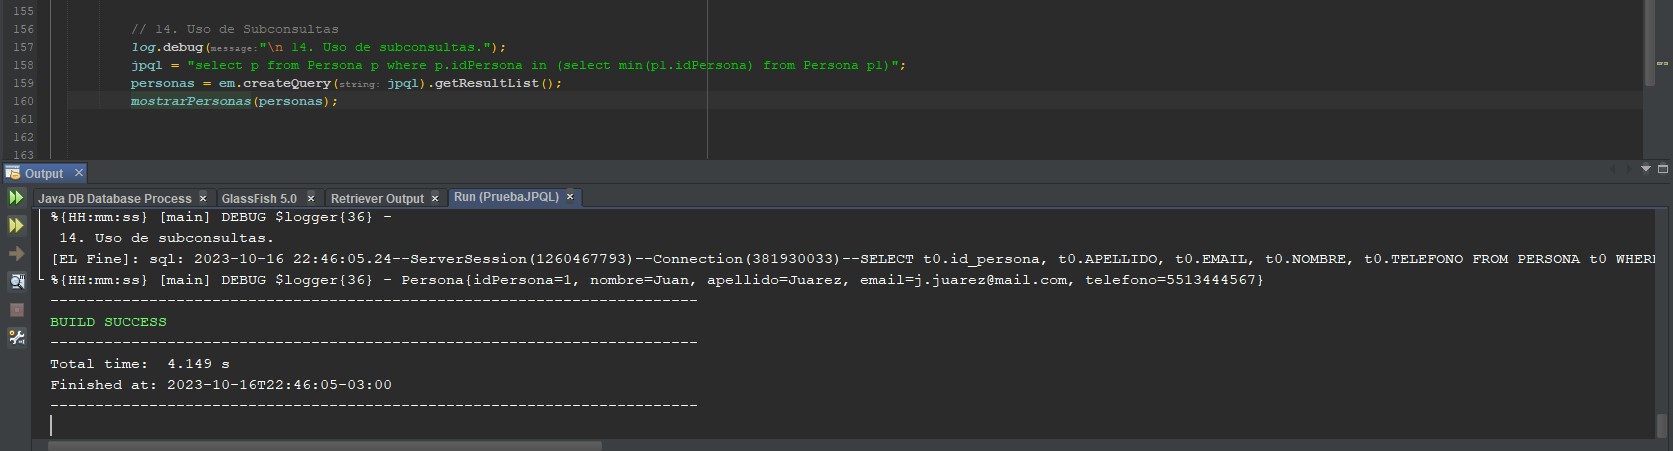 155
156 // 14. Uso de Subconsultas
157 log.debug(message:"\n 14. Uso de subconsultas.");
158 jpql = "select p from Persona p where p.idPersona in (select min(p1.idPersona) from Persona p1)";
159 personas = em.createQuery(string: jpql).getResultList();
160 mostrarPersonas(personas);
161
162
163
Output ×
Java DB Database Process × GlassFish 5.0 × Retriever Output × Run (PruebaJPQL) ×
%{HH:mm:ss} [main] DEBUG $logger{36} -
14. Uso de subconsultas.
[EL Fine]: sql: 2023-10-16 22:46:05.24--ServerSession(1260467793)--Connection(381930033)--SELECT t0.id_persona, t0.APELLIDO, t0.EMAIL, t0.NOMBRE, t0.TELEFONO FROM PERSONA t0 WHERE
%{HH:mm:ss} [main] DEBUG $logger{36} - Persona{idPersona=1, nombre=Juan, apellido=Juarez, email=j.juarez@mail.com, telefono=5513444567}
------------------------------------------------------------------------
BUILD SUCCESS
------------------------------------------------------------------------
Total time:  4.149 s
Finished at: 2023-10-16T22:46:05-03:00
------------------------------------------------------------------------